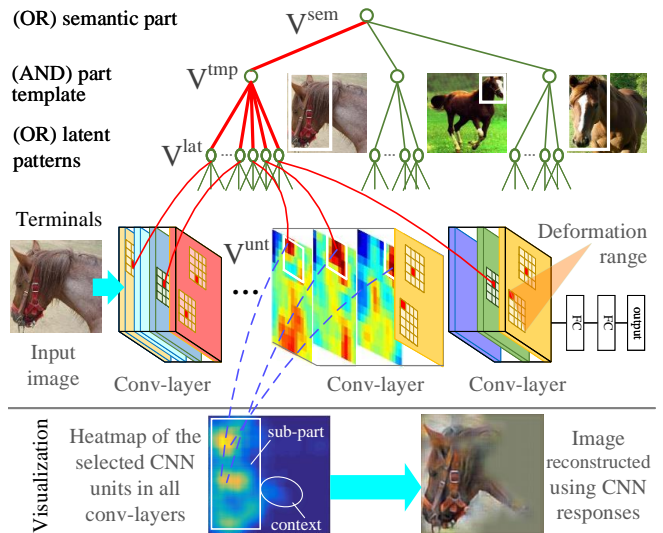 (OR) semantic part
V^sem
(AND) part
template
V^tmp
(OR) latent
patterns
V^lat
Terminals
V^unt
Deformation
range
...
FC
FC
output
Input
image
Conv-layer
Conv-layer
Conv-layer
Visualization
Heatmap of the
selected CNN
units in all
conv-layers
sub-part
context
Image
reconstructed
using CNN
responses